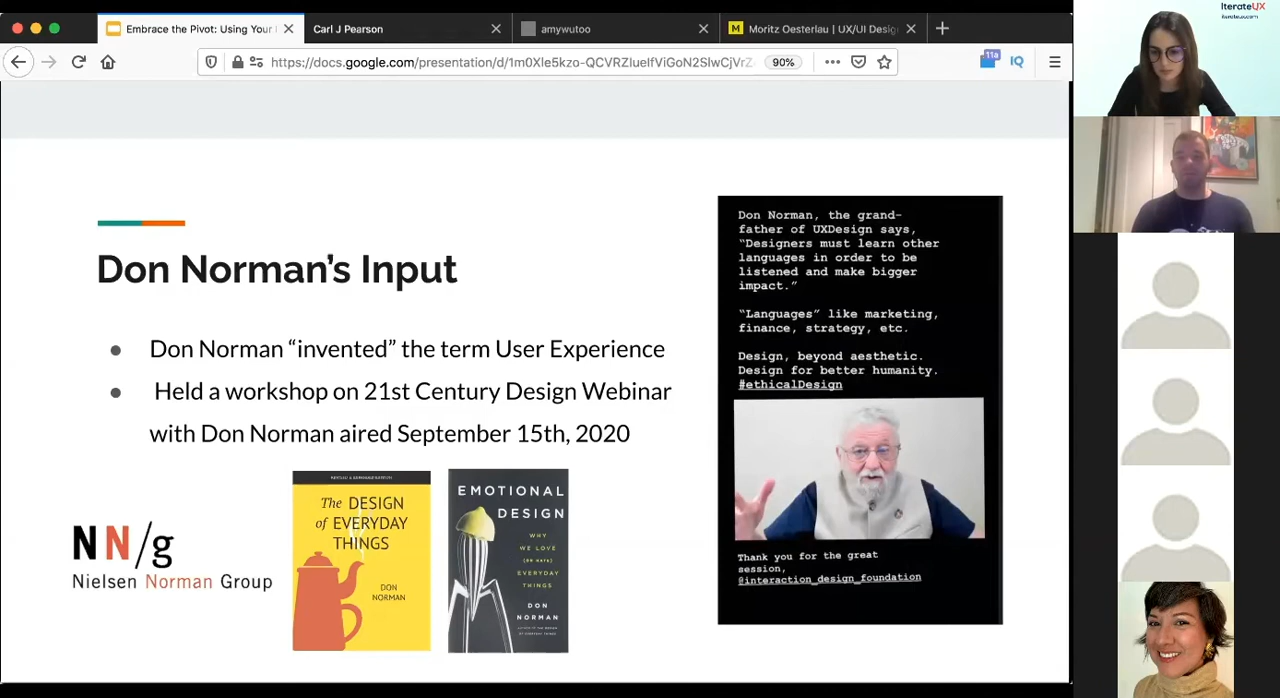 Embrace the Pivot: Using Your
Carl J Pearson
amywutoo
Moritz Oesterlau | UX/UI Desig
https://docs.google.com/presentation/d/1m0Xle5kzo-QCVRZIuelfViGoN2SlwCjVrZ
90%
11a
IQ
IterateUX
iterateux.com
Don Norman's Input
● Don Norman “invented” the term User Experience
● Held a workshop on 21st Century Design Webinar
with Don Norman aired September 15th, 2020
NN/g
Nielsen Norman Group
The DESIGN
of EVERYDAY
THINGS
DON
NORMAN
EMOTIONAL
DESIGN
WHY
WE LOVE
(OR HATE)
EVERYDAY
THINGS
DON
NORMAN
Don Norman, the grand-
father of UXDesign says,
“Designers must learn other
languages in order to be
listened and make bigger
impact.”
“Languages” like marketing,
finance, strategy, etc.
Design, beyond aesthetic.
Design for better humanity.
#ethicalDesign
Thank you for the great
session,
@interaction_design_foundation